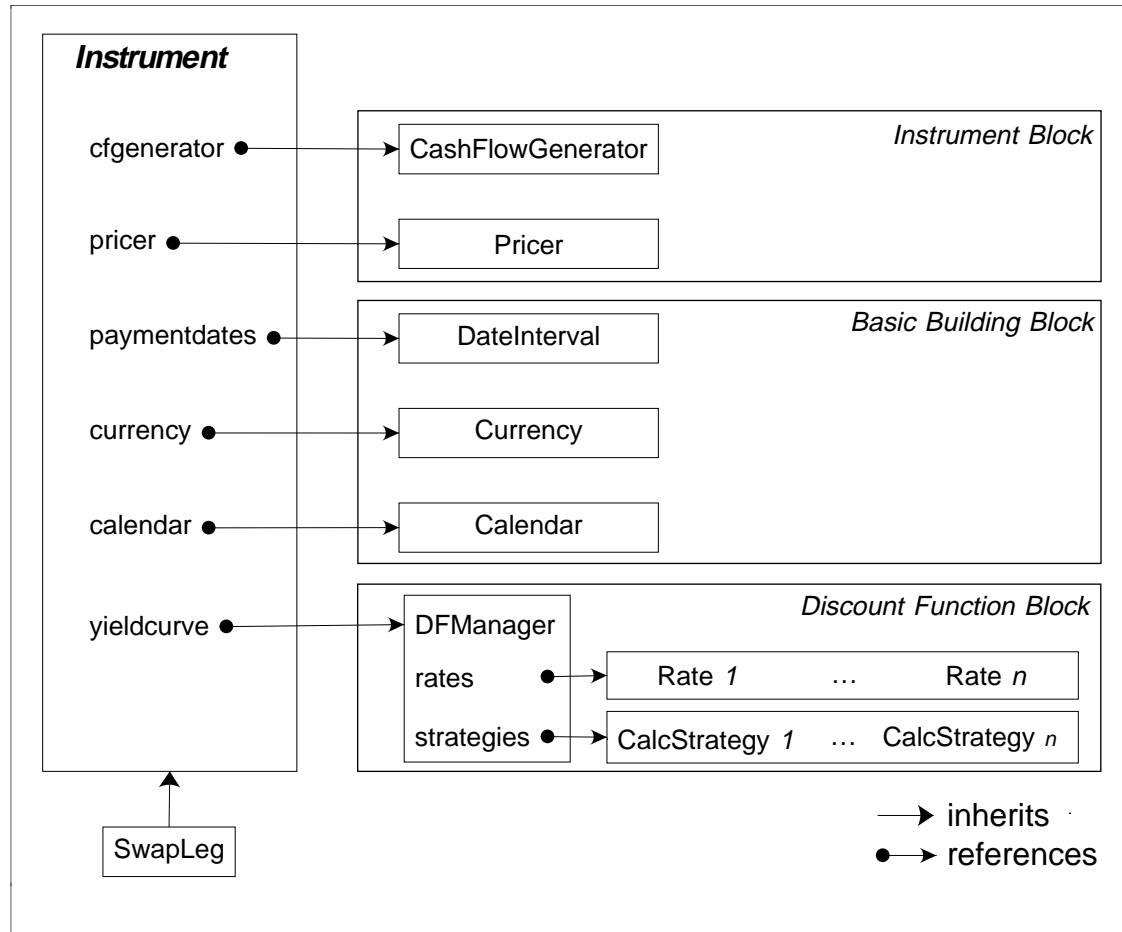 Instrument
Instrument Block
cfgenerator
CashFlowGenerator
pricer
Pricer
Basic Building Block
paymentdates
DateInterval
currency
Currency
calendar
Calendar
Discount Function Block
yieldcurve
DFManager
rates
Rate 1 … Rate n
strategies
CalcStrategy 1 … CalcStrategy n
SwapLeg
inherits
references